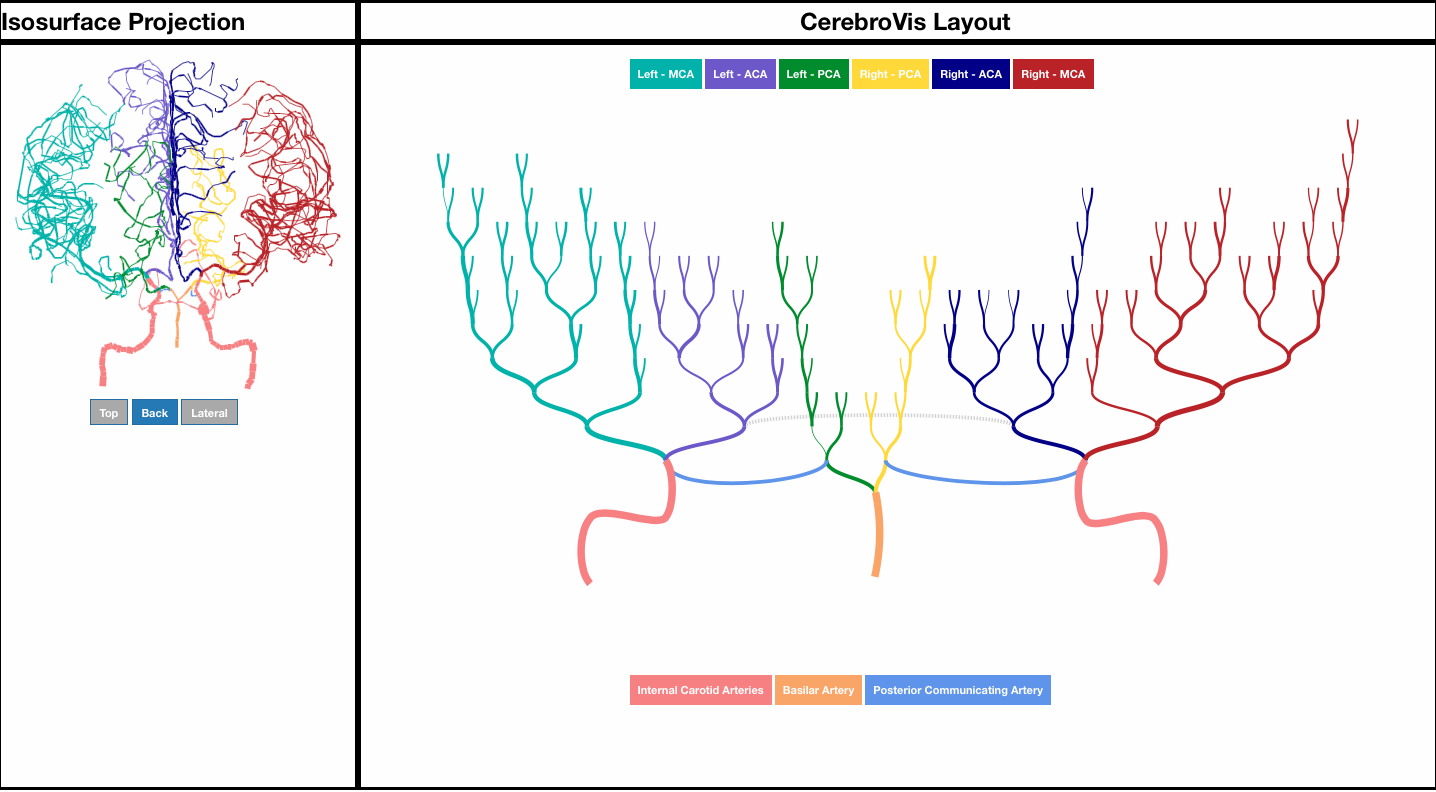 Isosurface Projection
CerebroVis Layout
Left - MCA
Left - ACA
Left - PCA
Right - PCA
Right - ACA
Right - MCA
Top
Back
Lateral
Internal Carotid Arteries
Basilar Artery
Posterior Communicating Artery